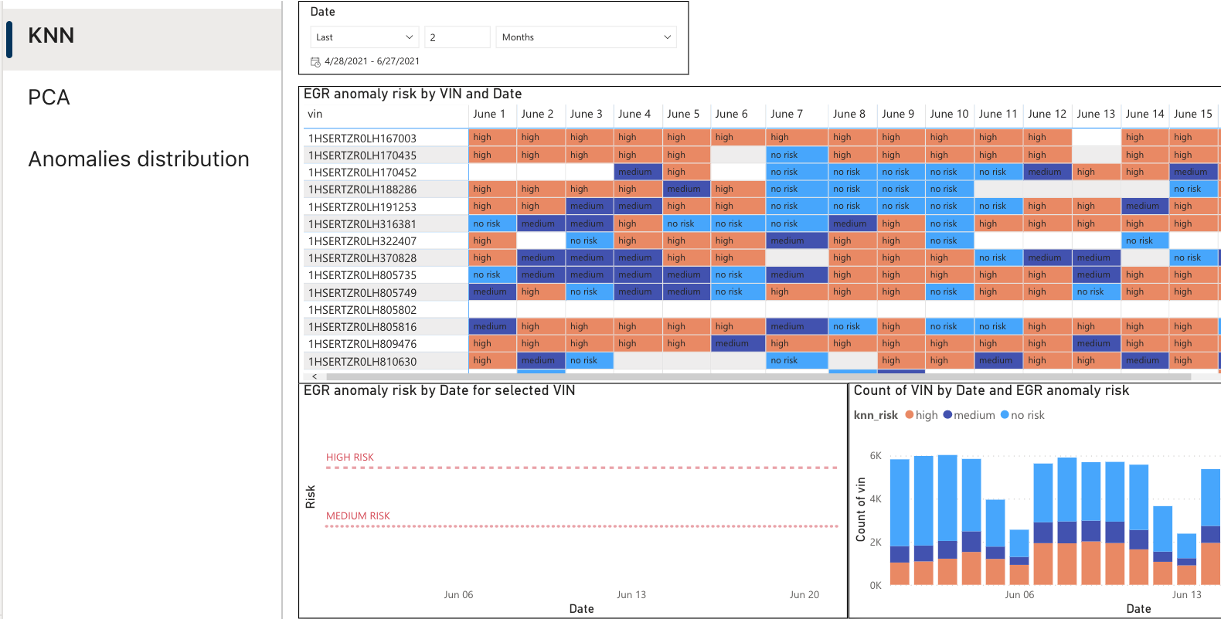 KNN
PCA
Anomalies distribution
Date
Last 2 Months
4/28/2021 - 6/27/2021
EGR anomaly risk by VIN and Date
vin June 1 June 2 June 3 June 4 June 5 June 6 June 7 June 8 June 9 June 10 June 11 June 12 June 13 June 14 June 15
1HSERTZR0LH167003 high high high high high high high high high high high high high high
1HSERTZR0LH170435 high high high high high no risk high high high high high high high
1HSERTZR0LH170452 medium high no risk no risk no risk no risk no risk medium high high medium
1HSERTZR0LH188286 high high high high medium high no risk no risk no risk no risk no risk
1HSERTZR0LH191253 high high medium medium high high no risk no risk no risk no risk no risk high high medium high
1HSERTZR0LH316381 no risk medium medium high no risk no risk no risk medium high no risk high high high high high
1HSERTZR0LH322407 high no risk high high high medium high high no risk no risk
1HSERTZR0LH370828 high medium medium medium high high high high high no risk medium medium no risk
1HSERTZR0LH805735 no risk medium medium medium medium no risk medium high high high high high medium high high
1HSERTZR0LH805749 medium high no risk medium medium no risk high high high no risk high high no risk high high
1HSERTZR0LH805802
1HSERTZR0LH805816 medium high high high high high medium no risk high no risk no risk high high high high
1HSERTZR0LH809476 high high high high high medium high high high high high high medium high high
1HSERTZR0LH810630 high medium no risk no risk high high medium high high medium high
EGR anomaly risk by Date for selected VIN
HIGH RISK
MEDIUM RISK
Risk
Jun 06 Jun 13 Jun 20
Date
Count of VIN by Date and EGR anomaly risk
knn_risk high medium no risk
6K
4K
2K
0K
Count of vin
Jun 06 Jun 13
Date